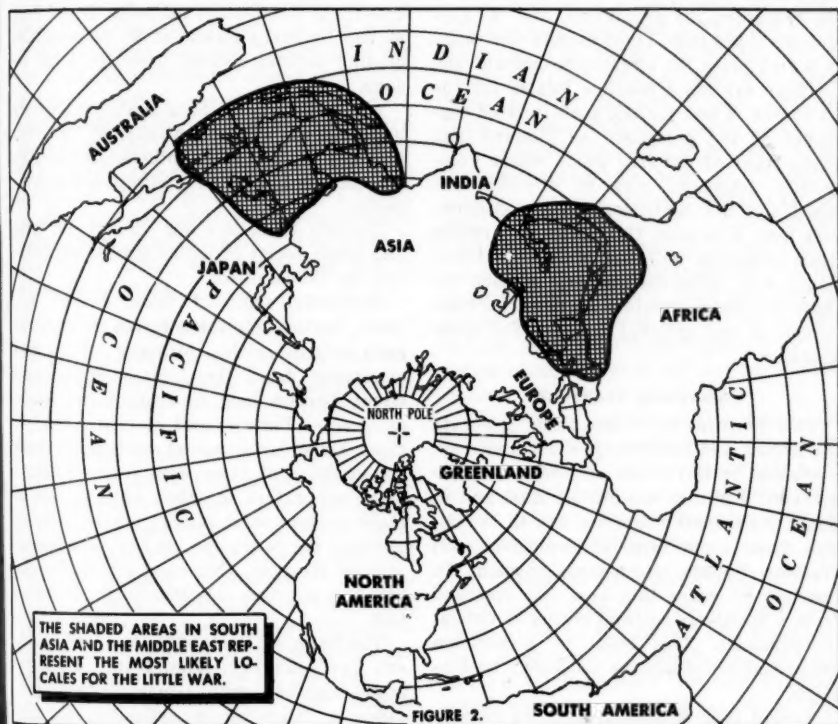 INDIAN
OCEAN
AUSTRALIA
INDIA
ASIA
JAPAN
PACIFIC
OCEAN
AFRICA
EUROPE
NORTH POLE
GREENLAND
ATLANTIC
OCEAN
NORTH
AMERICA
THE SHADED AREAS IN SOUTH
ASIA AND THE MIDDLE EAST REP-
RESENT THE MOST LIKELY LO-
CALES FOR THE LITTLE WAR.
FIGURE 2.
SOUTH AMERICA